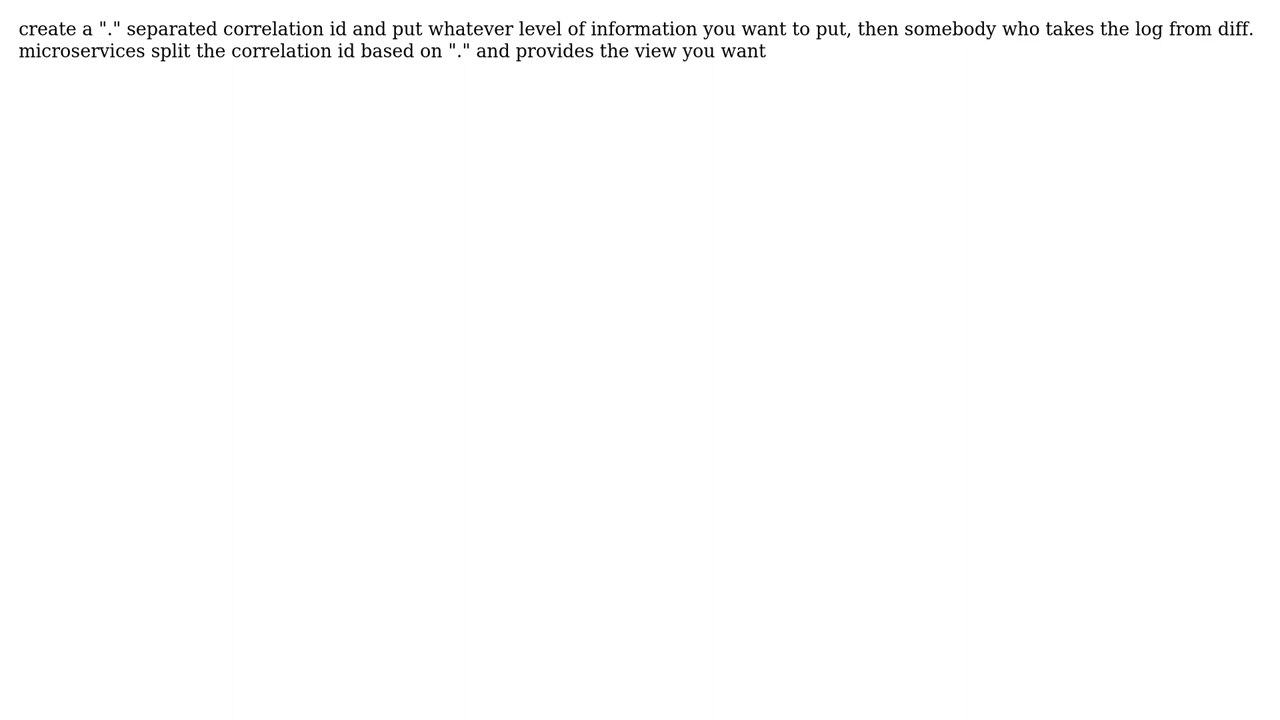 create a "." separated correlation id and put whatever level of information you want to put, then somebody who takes the log from diff.
microservices split the correlation id based on "." and provides the view you want